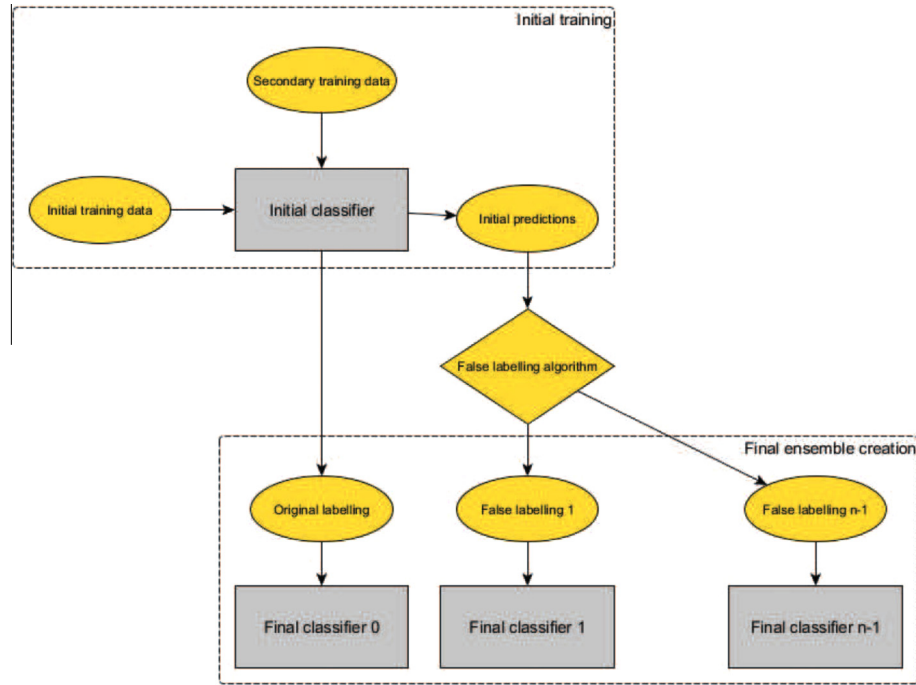 Initial training
Secondary training data
Initial training data
Initial classifier
Initial predictions
False labelling algorithm
Final ensemble creation
Original labelling
False labelling 1
False labelling n-1
Final classifier 0
Final classifier 1
Final classifier n-1